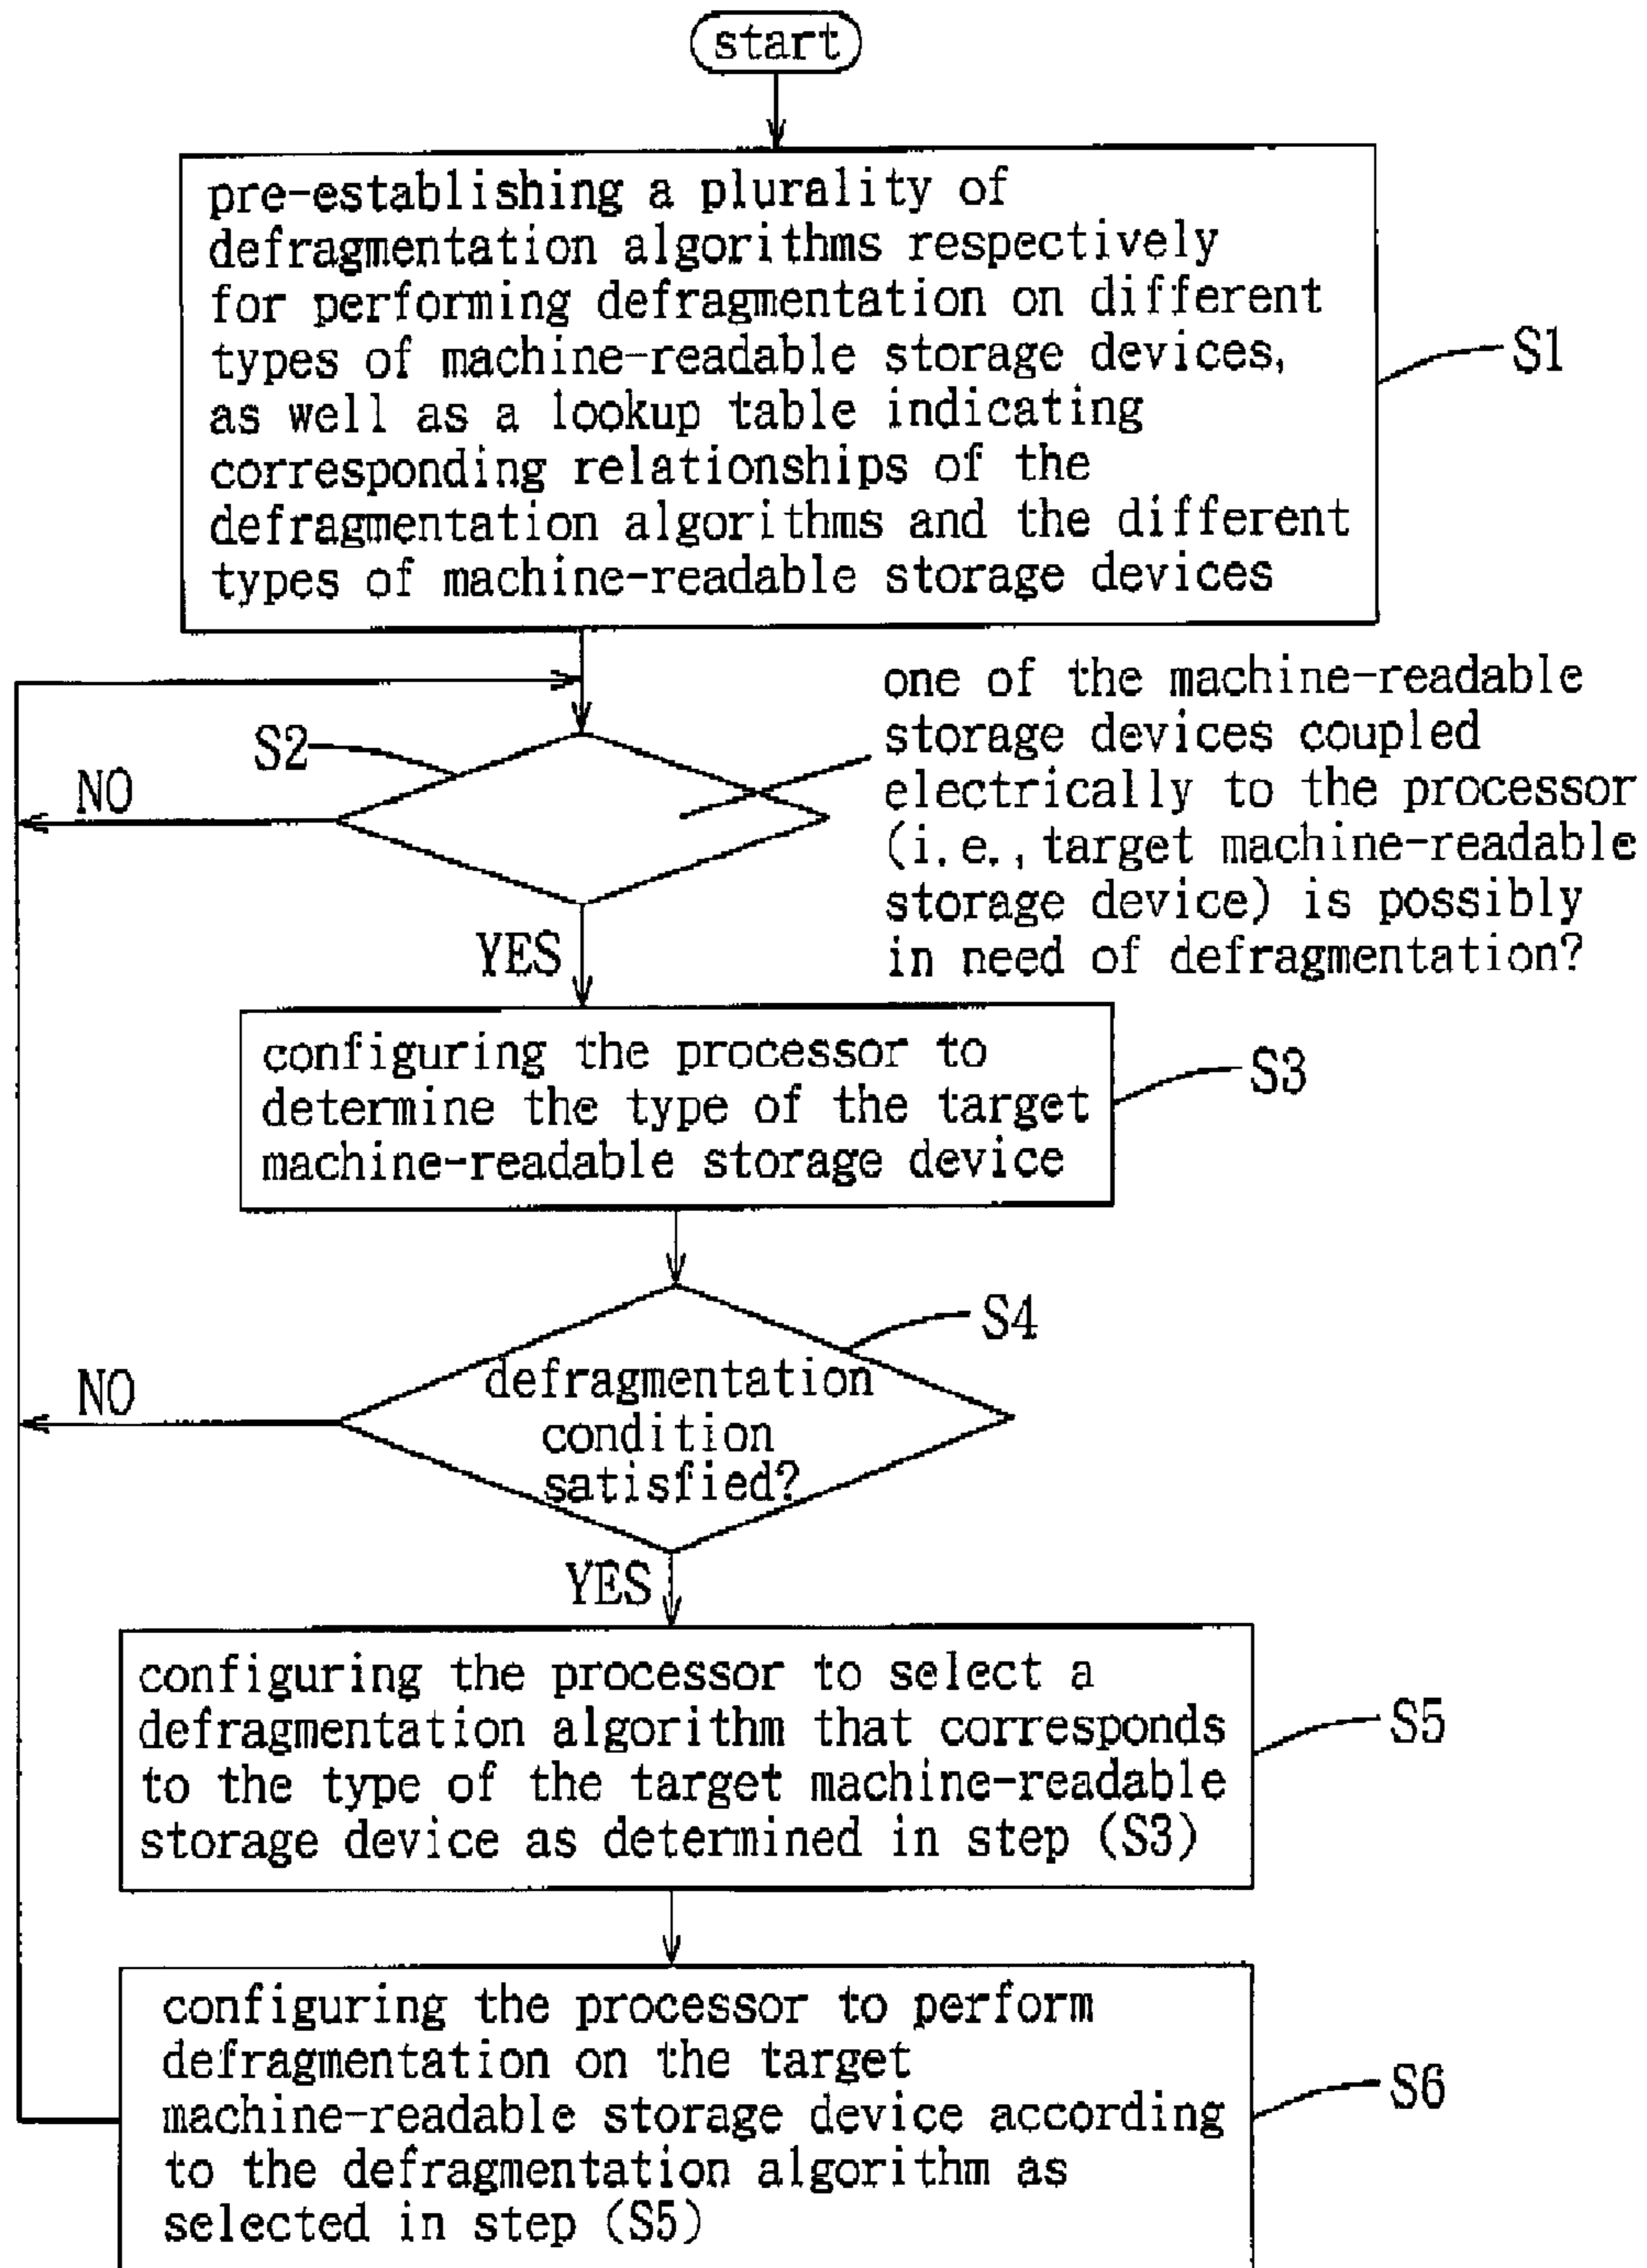 start
pre-establishing a plurality of
defragmentation algorithms respectively
for performing defragmentation on different
types of machine-readable storage devices,
as well as a lookup table indicating
corresponding relationships of the
defragmentation algorithms and the different
types of machine-readable storage devices
S1
one of the machine-readable
storage devices coupled
electrically to the processor
(i.e., target machine-readable
storage device) is possibly
in need of defragmentation?
S2
NO
YES
configuring the processor to
determine the type of the target
machine-readable storage device
S3
S4
defragmentation
condition
satisfied?
NO
YES
configuring the processor to select a
defragmentation algorithm that corresponds
to the type of the target machine-readable
storage device as determined in step (S3)
S5
configuring the processor to perform
defragmentation on the target
machine-readable storage device according
to the defragmentation algorithm as
selected in step (S5)
S6